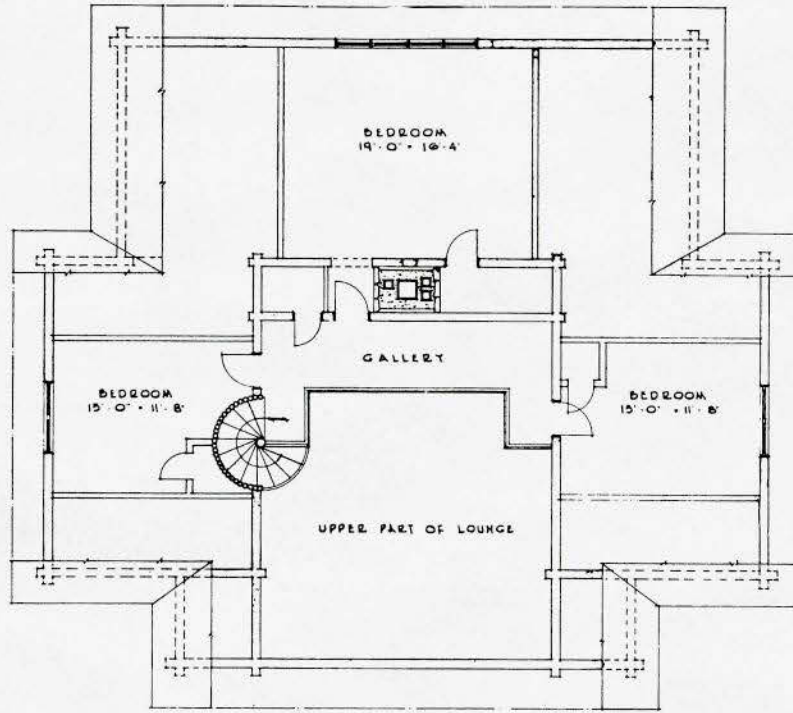 BEDROOM
19'-0" × 16'-4"
GALLERY
BEDROOM
15'-0" × 11'-8"
BEDROOM
15'-0" × 11'-8"
UPPER PART OF LOUNGE